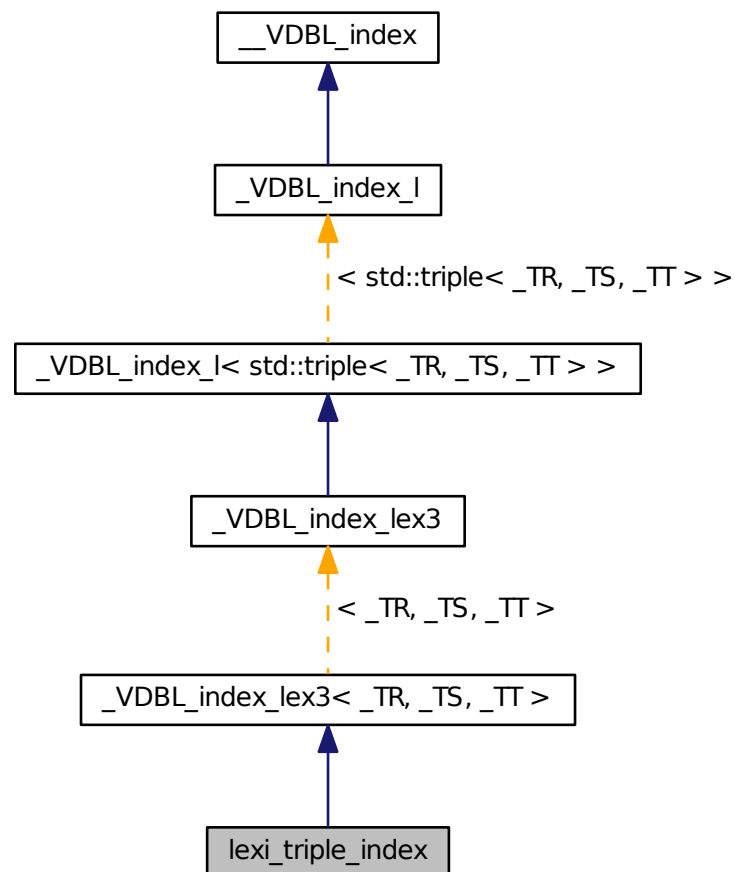 __VDBL_index
_VDBL_index_l
< std::triple< _TR, _TS, _TT > >
_VDBL_index_l< std::triple< _TR, _TS, _TT > >
_VDBL_index_lex3
< _TR, _TS, _TT >
_VDBL_index_lex3< _TR, _TS, _TT >
lexi_triple_index